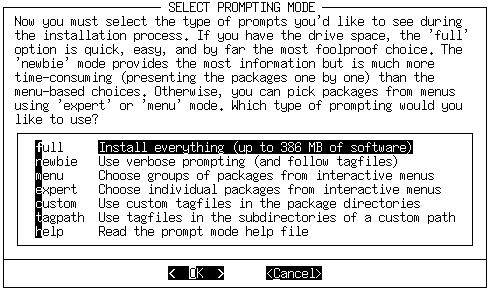 SELECT PROMPTING MODE
Now you must select the type of prompts you'd like to see during
the installation process. If you have the drive space, the 'full'
option is quick, easy, and by far the most foolproof choice. The
'newbie' mode provides the most information but is much more
time-consuming (presenting the packages one by one) than the
menu-based choices. Otherwise, you can pick packages from menus
using 'expert' or 'menu' mode. Which type of prompting would you
like to use?
full Install everything (up to 386 MB of software)
newbie Use verbose prompting (and follow tagfiles)
menu Choose groups of packages from interactive menus
expert Choose individual packages from interactive menus
custom Use custom tagfiles in the package directories
tagpath Use tagfiles in the subdirectories of a custom path
help Read the prompt mode help file
< OK > <Cancel>